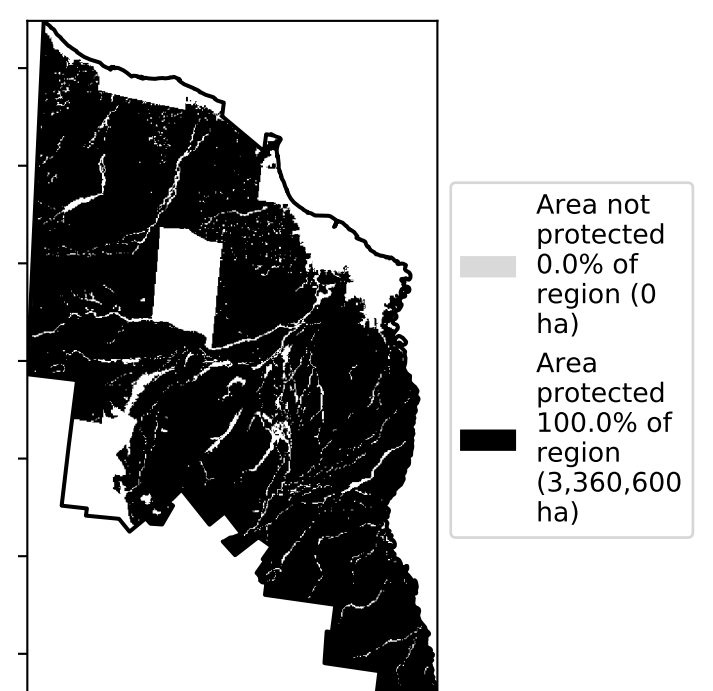 Area not
protected
0.0% of
region (0
ha)
Area
protected
100.0% of
region
(3,360,600
ha)